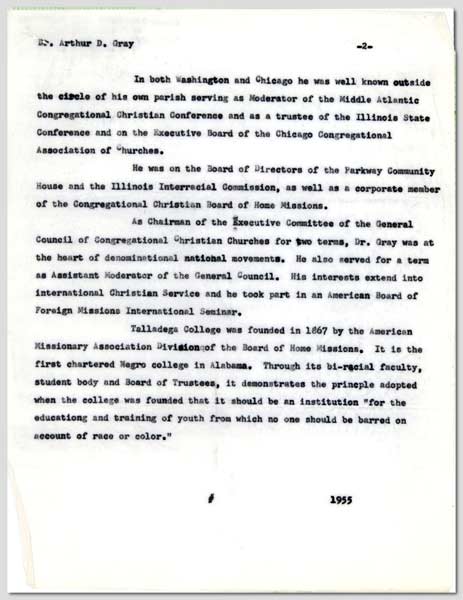 Dr. Arthur D. Gray -2-
In both Washington and Chicago he was well known outside
the circle of his own parish serving as Moderator of the Middle Atlantic
Congregational Christian Conference and as a trustee of the Illinois State
Conference and on the Executive Board of the Chicago Congregational
Association of Churches.
He was on the Board of Directors of the Parkway Community
House and the Illinois Interracial Commission, as well as a corporate member
of the Congregational Christian Board of Home Missions.
As Chairman of the Executive Committee of the General
Council of Congregational Christian Churches for two terms, Dr. Gray was at
the heart of denominational national movements. He also served for a term
as Assistant Moderator of the General Council. His interests extend into
international Christian Service and he took part in an American Board of
Foreign Missions International Seminar.
Talladega College was founded in 1867 by the American
Missionary Association Division of the Board of Home Missions. It is the
first chartered Negro college in Alabama. Through its bi-racial faculty,
student body and Board of Trustees, it demonstrates the princple adopted
when the college was founded that it should be an institution "for the
educationg and training of youth from which no one should be barred on
account of race or color."
# 1955